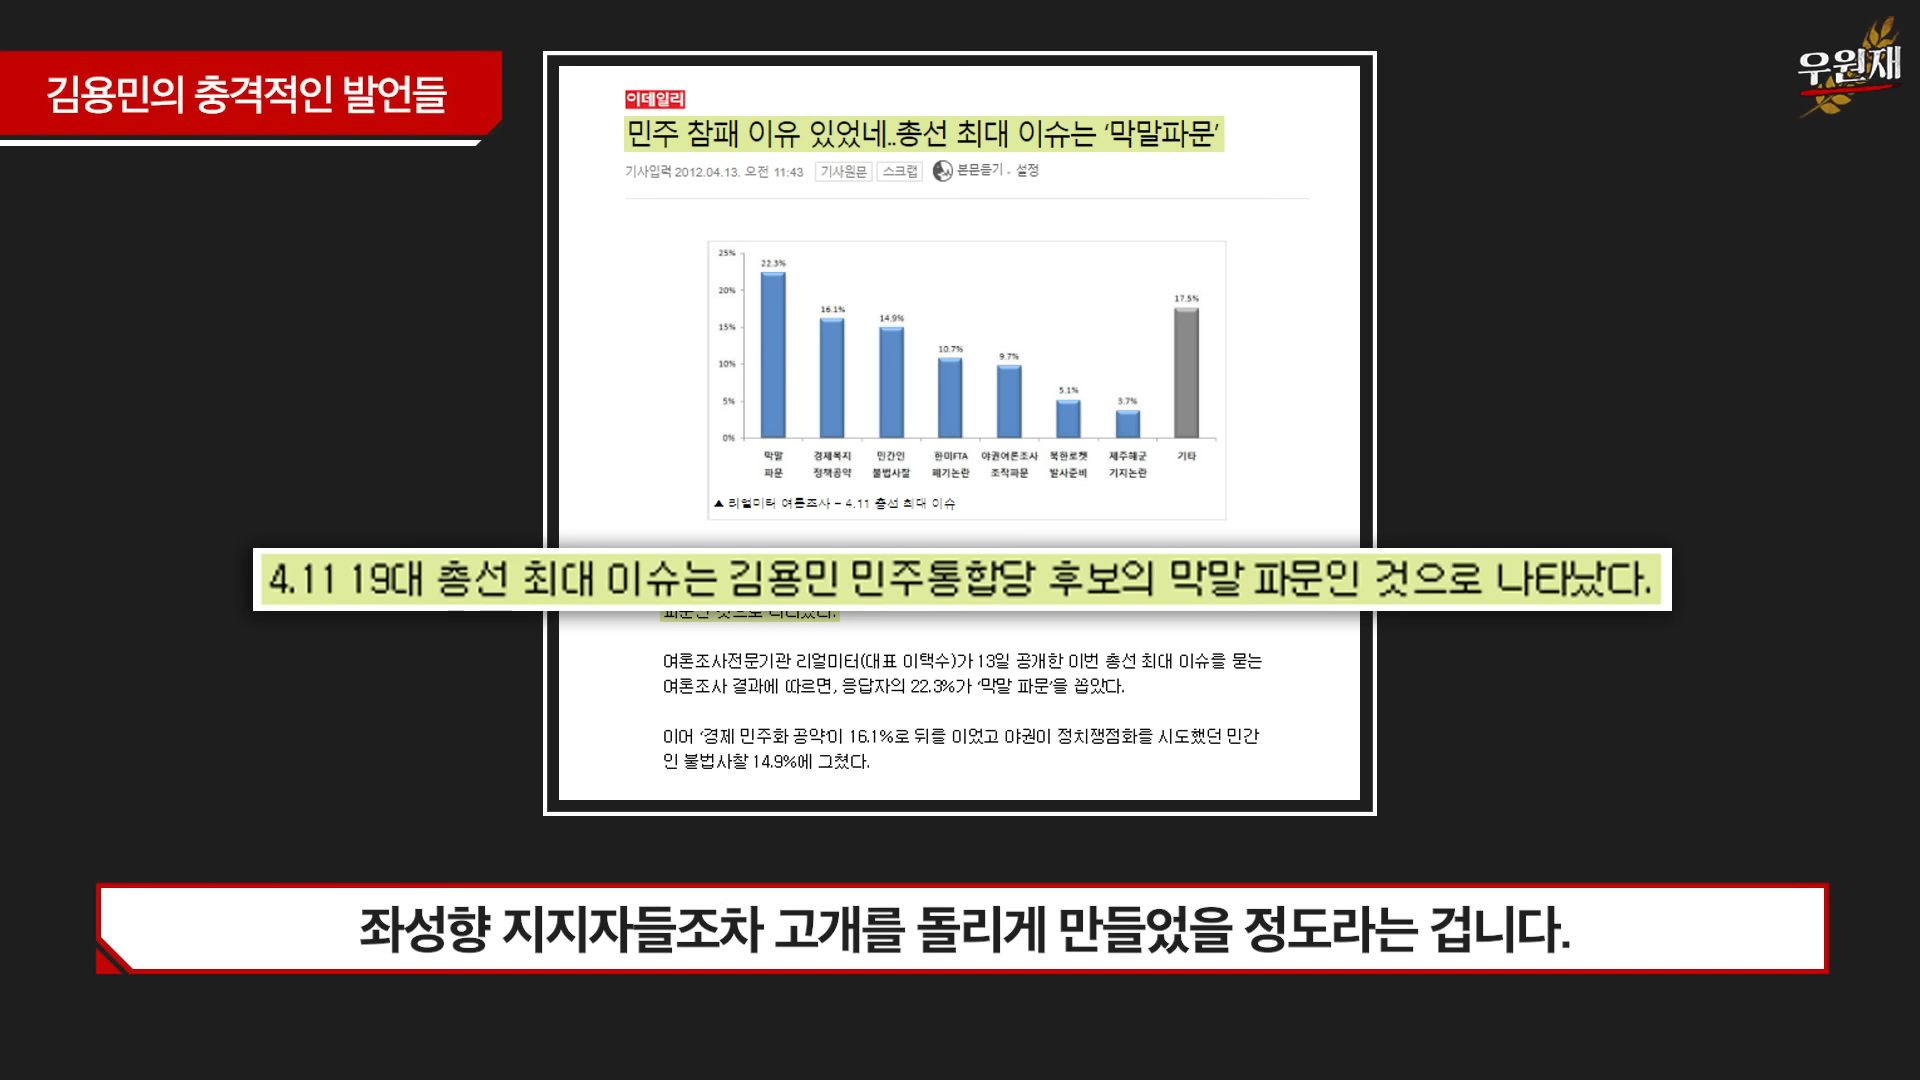 김용민의 충격적인 발언들
우원재
이데일리
민주 참패 이유 있었네..총선 최대 이슈는 '막말파문'
기사입력 2012.04.13. 오전 11:43 기사원문 스크랩 본문듣기 · 설정
25%
20%
15%
10%
5%
0%
22.3%
16.1%
14.9%
10.7%
9.7%
5.1%
3.7%
17.5%
막말 파문
경제복지 정책공약
민간인 불법사찰
한미FTA 폐기논란
야권여론조사 조작파문
북한로켓 발사준비
제주해군 기지논란
기타
▲ 리얼미터 여론조사 - 4.11 총선 최대 이슈
4.11 19대 총선 최대 이슈는 김용민 민주통합당 후보의 막말 파문인 것으로 나타났다.
파문인 것으로 나타났다.
여론조사전문기관 리얼미터(대표 이택수)가 13일 공개한 이번 총선 최대 이슈를 묻는
여론조사 결과에 따르면, 응답자의 22.3%가 '막말 파문'을 꼽았다.
이어 '경제 민주화 공약'이 16.1%로 뒤를 이었고 야권이 정치쟁점화를 시도했던 민간
인 불법사찰 14.9%에 그쳤다.
좌성향 지지자들조차 고개를 돌리게 만들었을 정도라는 겁니다.